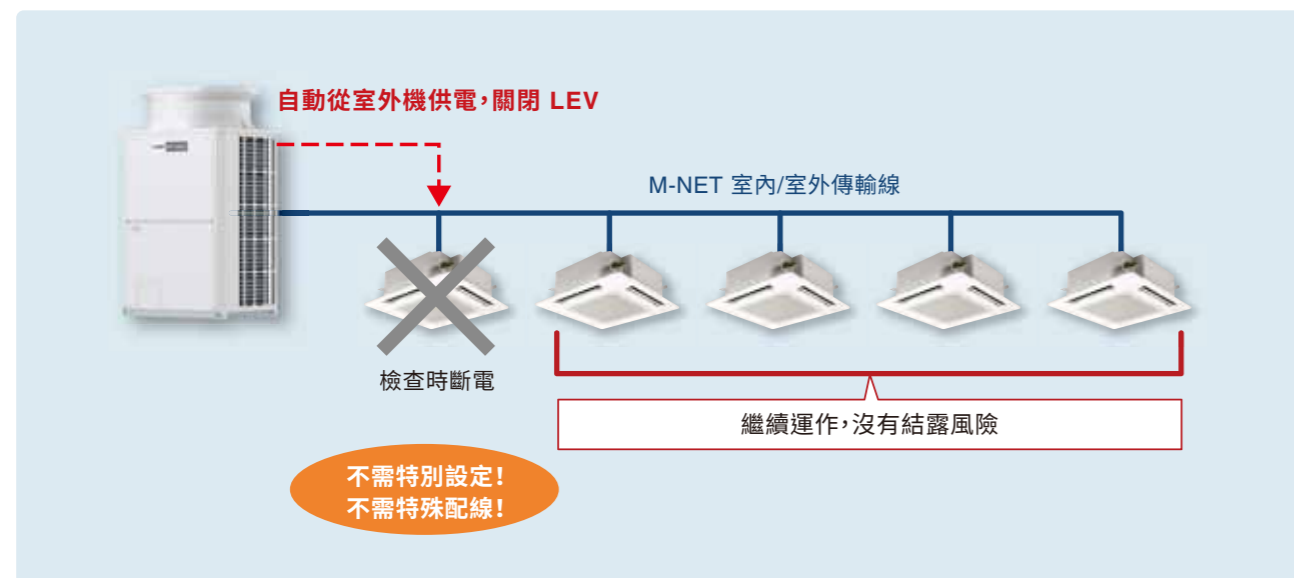 自動從室外機供電,關閉 LEV
M-NET 室內/室外傳輸線
檢查時斷電
繼續運作,沒有結露風險
不需特別設定!
不需特殊配線!